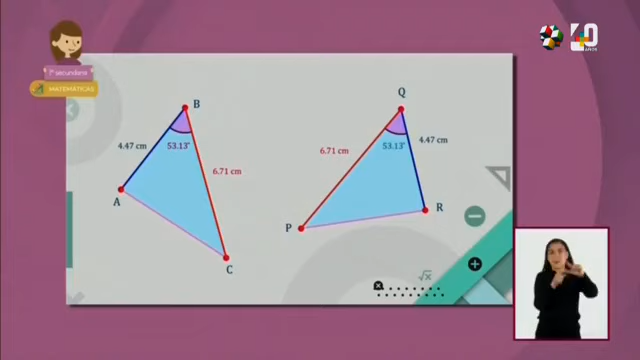 40
AÑOS
1° secundaria
MATEMÁTICAS
B
4.47 cm
53.13°
6.71 cm
A
C
Q
6.71 cm
53.13°
4.47 cm
P
R
√x